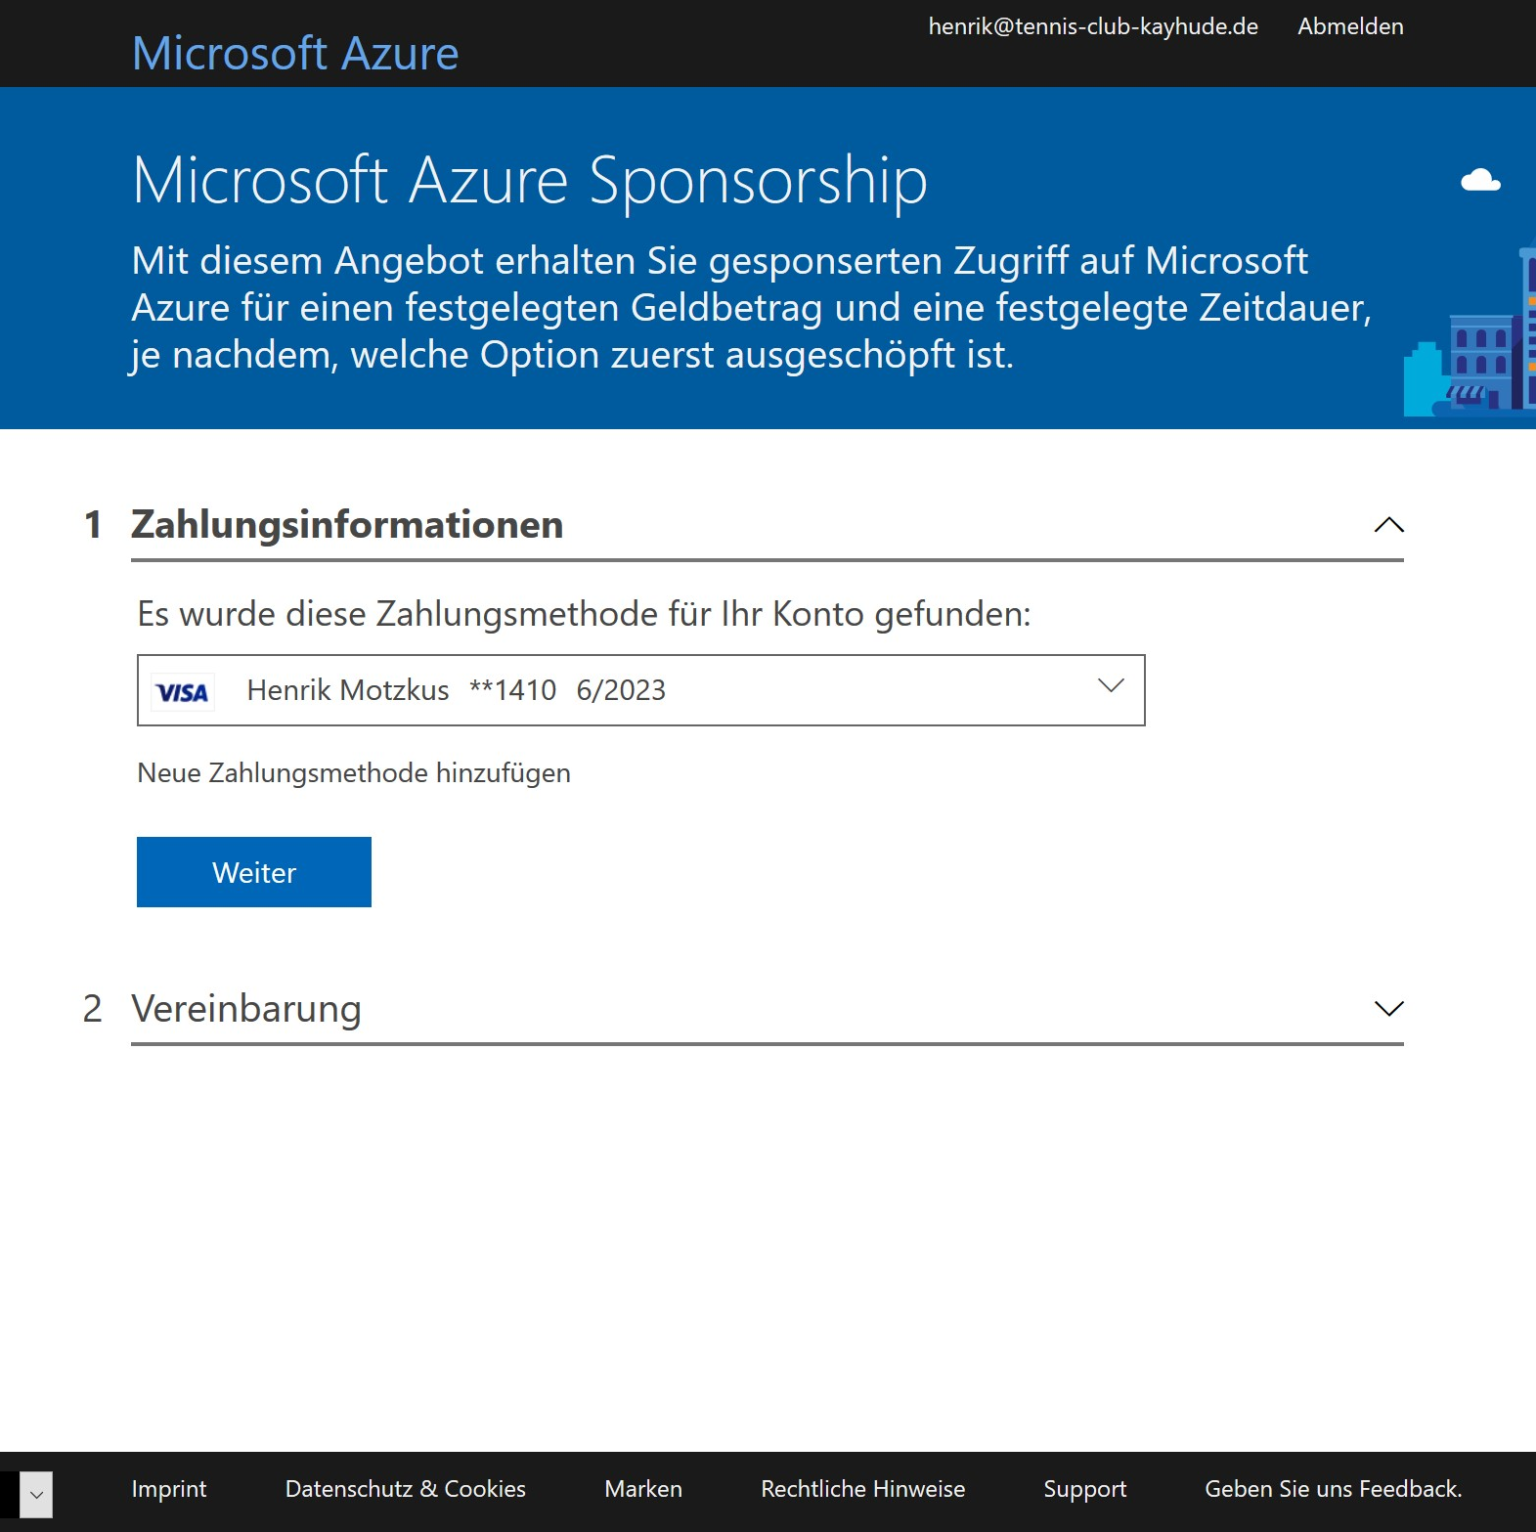 Microsoft Azure
henrik@tennis-club-kayhude.de Abmelden
Microsoft Azure Sponsorship
Mit diesem Angebot erhalten Sie gesponserten Zugriff auf Microsoft
Azure für einen festgelegten Geldbetrag und eine festgelegte Zeitdauer,
je nachdem, welche Option zuerst ausgeschöpft ist.
1 Zahlungsinformationen
Es wurde diese Zahlungsmethode für Ihr Konto gefunden:
VISA Henrik Motzkus **1410 6/2023
Neue Zahlungsmethode hinzufügen
Weiter
2 Vereinbarung
Imprint Datenschutz & Cookies Marken Rechtliche Hinweise Support Geben Sie uns Feedback.